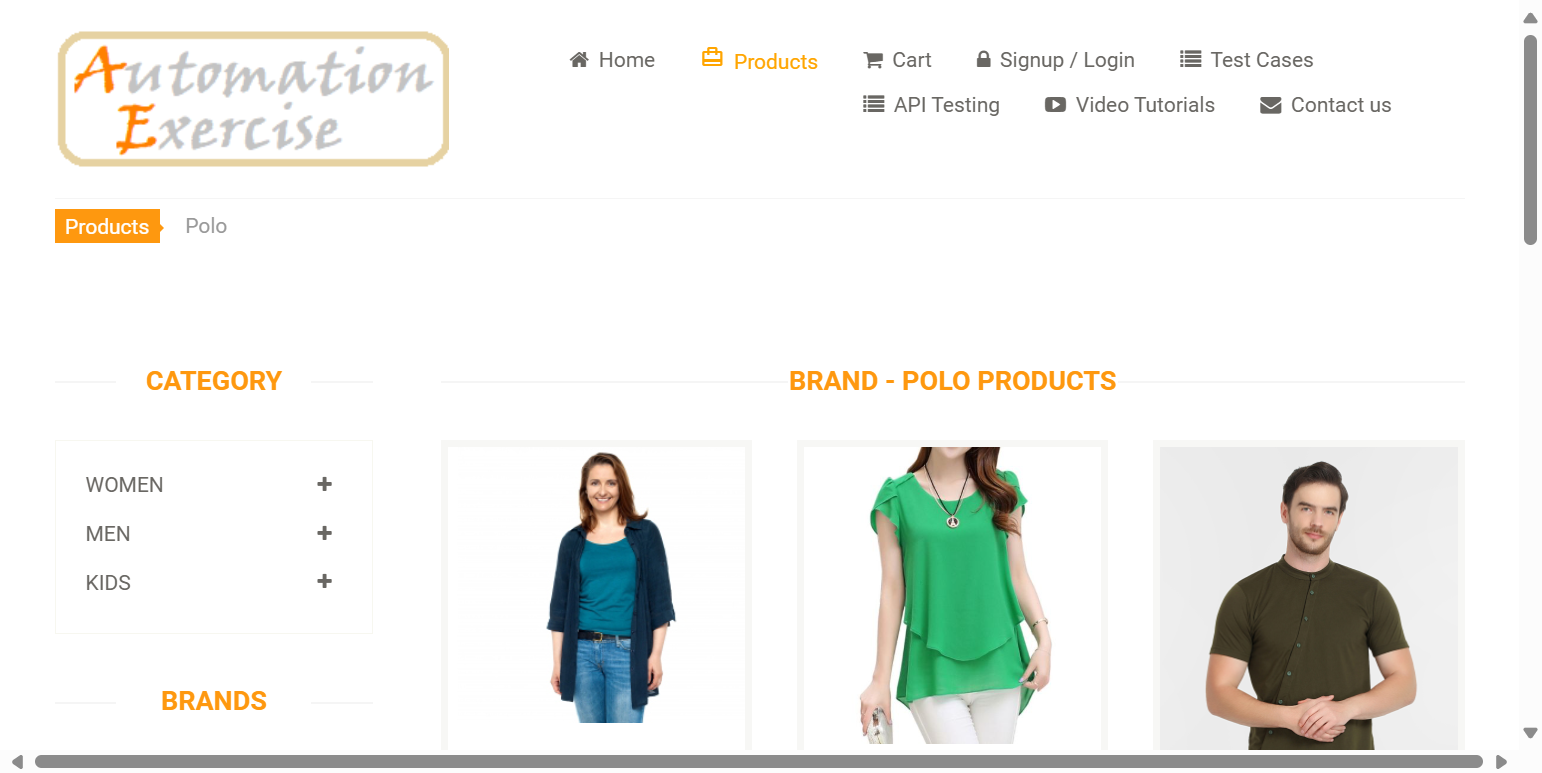 Automation
Exercise
Home
Products
Cart
Signup / Login
Test Cases
API Testing
Video Tutorials
Contact us
Products
Polo
CATEGORY
WOMEN
MEN
KIDS
BRANDS
BRAND - POLO PRODUCTS